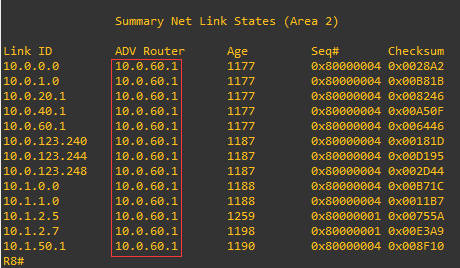 Summary Net Link States (Area 2)
Link ID ADV Router Age Seq# Checksum
10.0.0.0 10.0.60.1 1177 0x80000004 0x0028A2
10.0.1.0 10.0.60.1 1177 0x80000004 0x00B81B
10.0.20.1 10.0.60.1 1177 0x80000004 0x008246
10.0.40.1 10.0.60.1 1177 0x80000004 0x00A50F
10.0.60.1 10.0.60.1 1177 0x80000004 0x006446
10.0.123.240 10.0.60.1 1187 0x80000004 0x00181D
10.0.123.244 10.0.60.1 1187 0x80000004 0x00D195
10.0.123.248 10.0.60.1 1187 0x80000004 0x002D44
10.1.0.0 10.0.60.1 1188 0x80000004 0x00B71C
10.1.1.0 10.0.60.1 1188 0x80000004 0x0011B7
10.1.2.5 10.0.60.1 1259 0x80000001 0x00755A
10.1.2.7 10.0.60.1 1198 0x80000001 0x00E3A9
10.1.50.1 10.0.60.1 1190 0x80000004 0x008F10
R8#